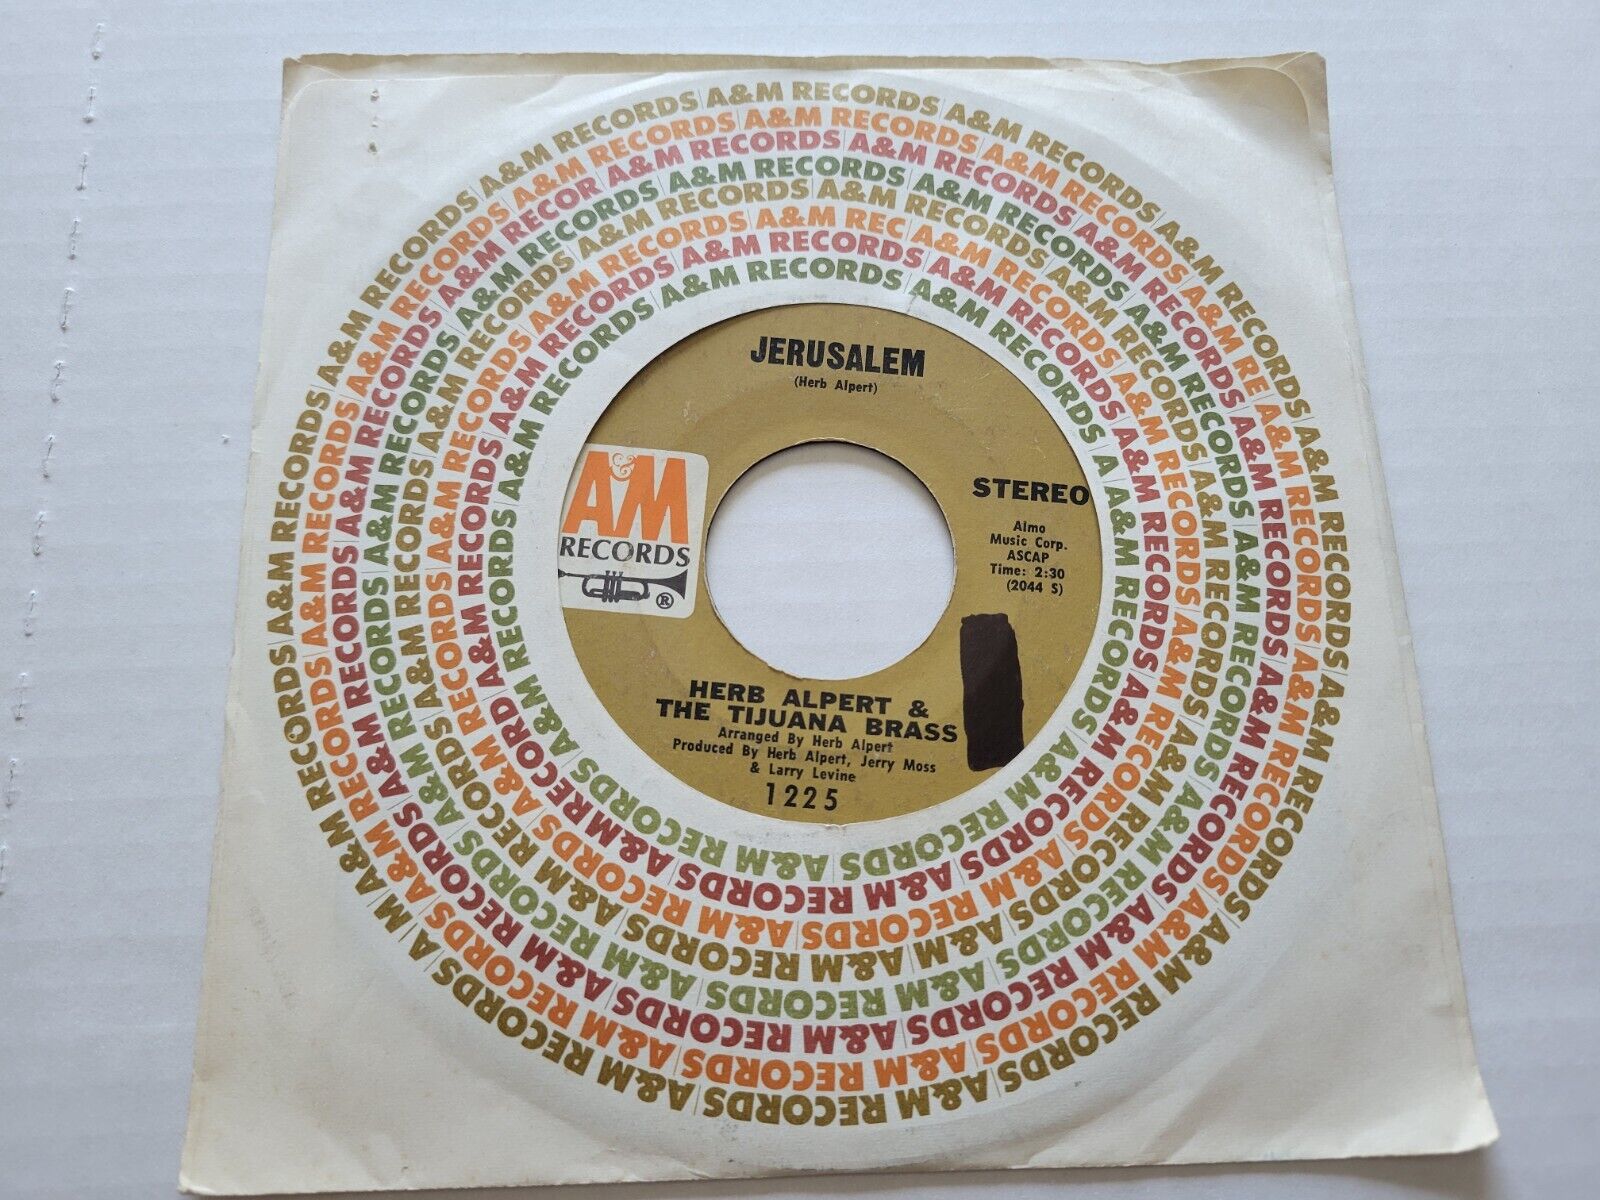 A&M RECORDS A&M RECORDS A&M RECORDS A&M RECORDS
JERUSALEM
(Herb Alpert)
A&M
RECORDS
®
STEREO
Almo
Music Corp.
ASCAP
Time: 2:30
(2044 S)
HERB ALPERT &
THE TIJUANA BRASS
Arranged By Herb Alpert
Produced By Herb Alpert, Jerry Moss
& Larry Levine
1225